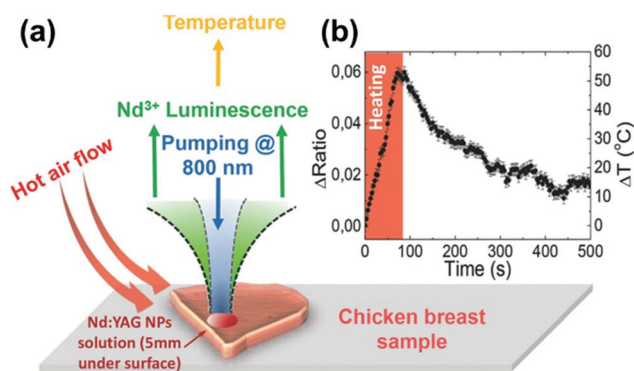 (a)
Temperature
Nd³⁺ Luminescence
Pumping @
800 nm
Hot air flow
Nd:YAG NPs
solution (5mm
under surface)
Chicken breast
sample
(b)
Heating
ΔRatio
0,06
0,04
0,02
0,00
60
50
40
30
20
10
0
ΔT (°C)
0 100 200 300 400 500
Time (s)